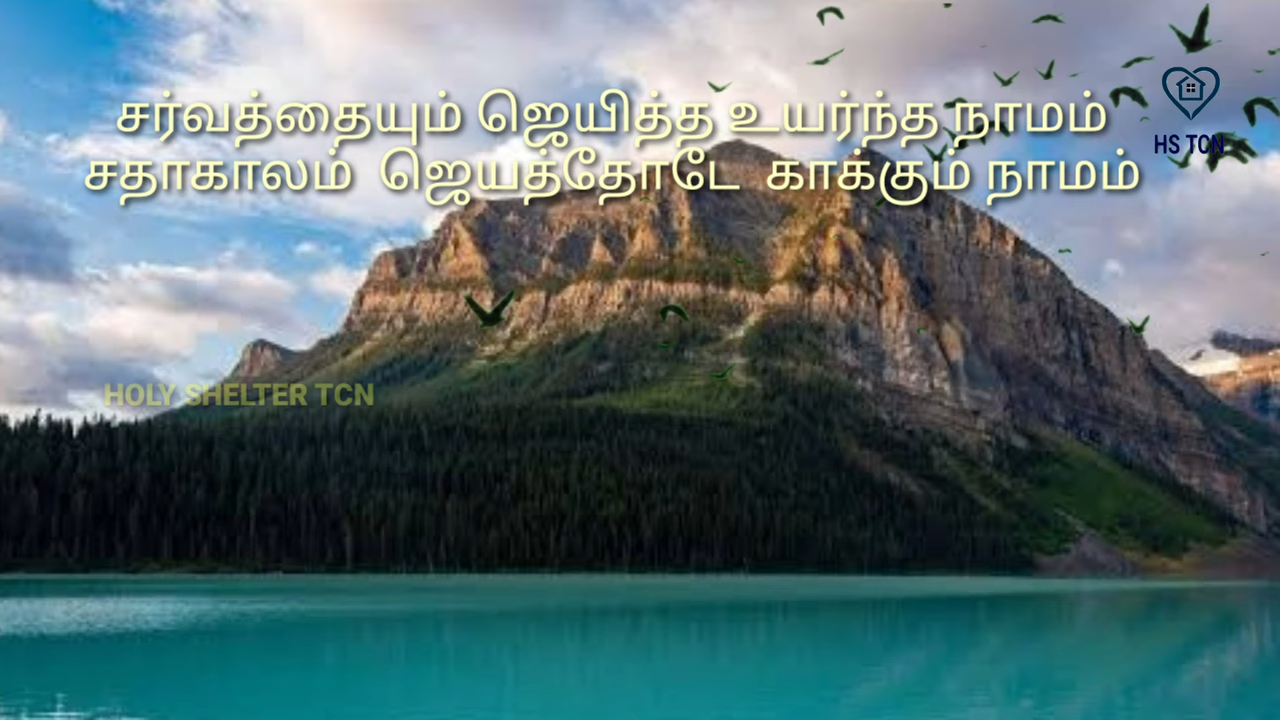 சர்வத்தையும் ஜெயித்த உயர்ந்த நாமம்
HS TCN
சதாகாலம் ஜெயத்தோடே காக்கும் நாமம்
HOLY SHELTER TCN